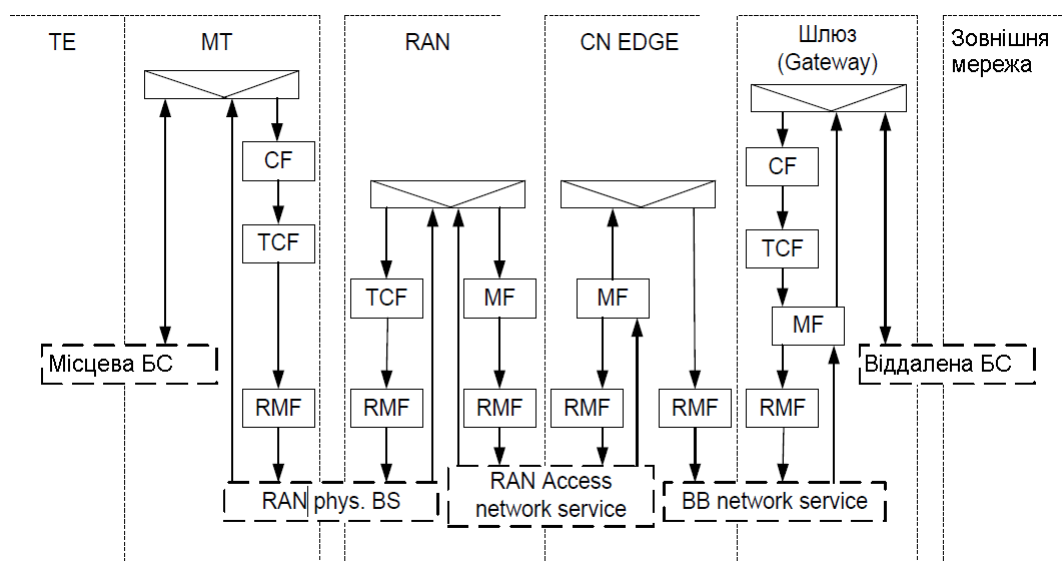 TE
MT
RAN
CN EDGE
Шлюз
(Gateway)
Зовнішня
мережа
CF
CF
TCF
TCF
TCF
MF
MF
MF
Місцева БС
Віддалена БС
RMF
RMF
RMF
RMF
RMF
RMF
RAN phys. BS
RAN Access
network service
BB network service